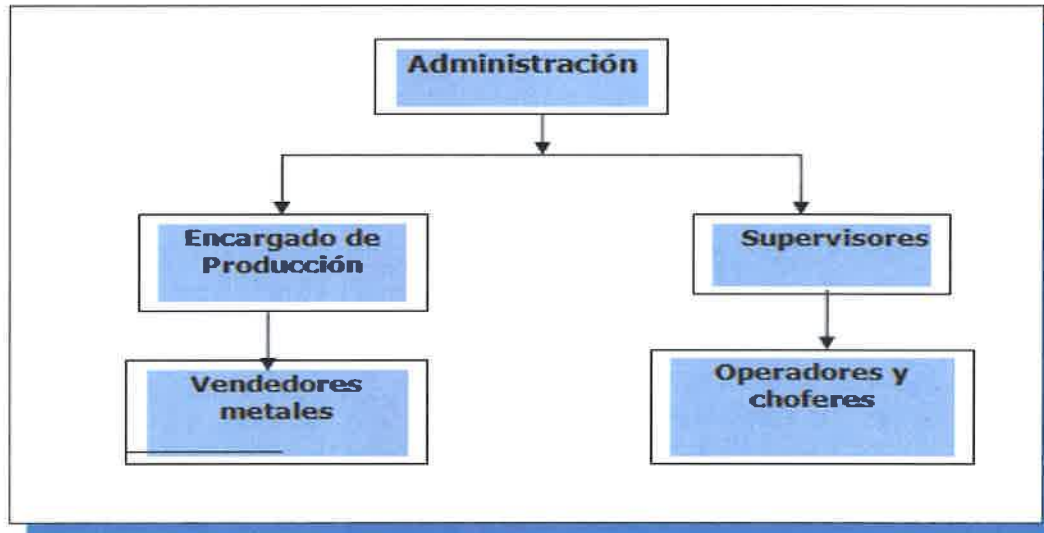 Administración
Encargado de
Producción
Supervisores
Vendedores
metales
Operadores y
choferes